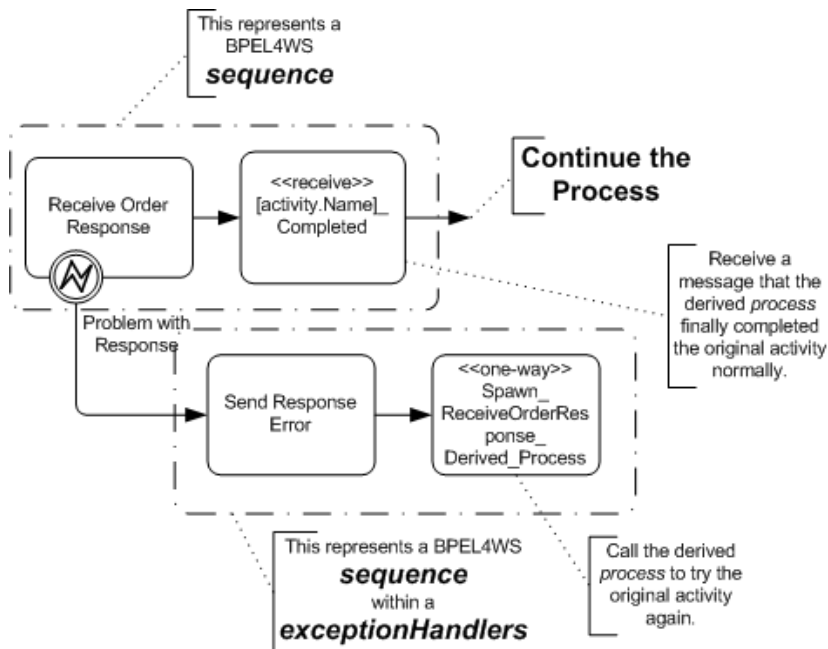 This represents a
BPEL4WS
sequence
Receive Order
Response
<<receive>>
[activity.Name]_
Completed
Continue the
Process
Receive a
message that the
derived process
finally completed
the original activity
normally.
Problem with
Response
Send Response
Error
<<one-way>>
Spawn_
ReceiveOrderRes
ponse_
Derived_Process
This represents a BPEL4WS
sequence
within a
exceptionHandlers
Call the derived
process to try the
original activity
again.